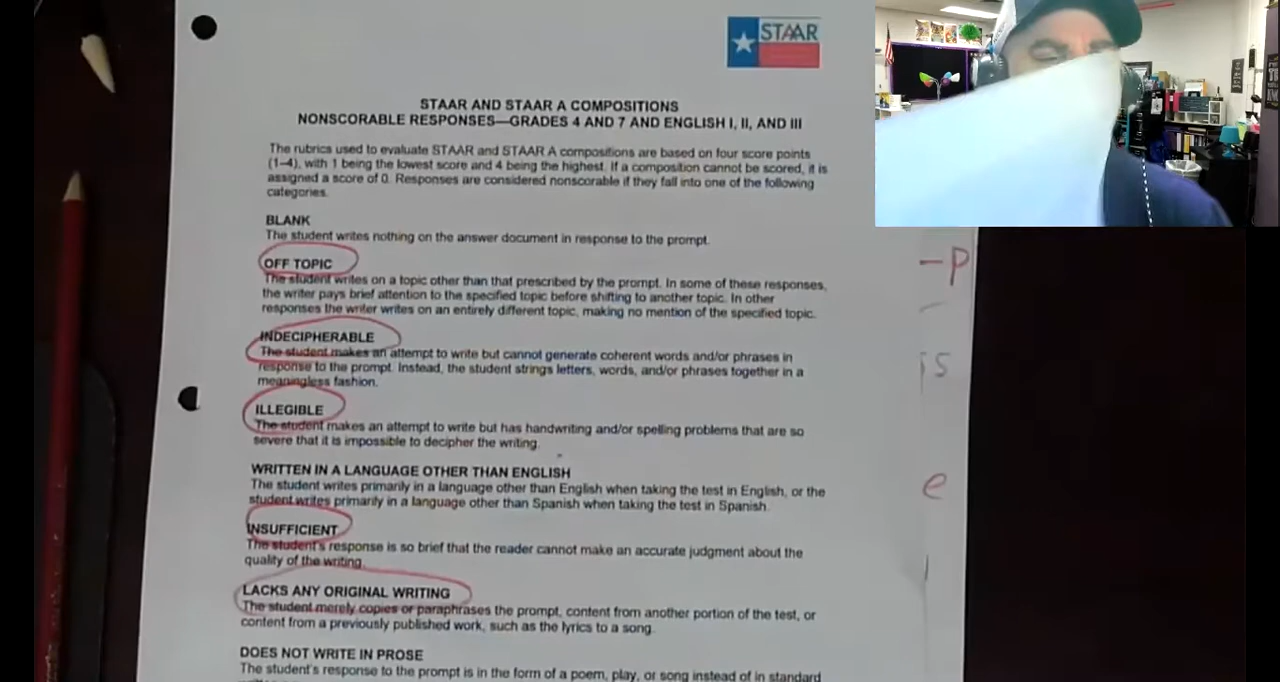 STAAR
STAAR AND STAAR A COMPOSITIONS
NONSCORABLE RESPONSES—GRADES 4 AND 7 AND ENGLISH I, II, AND III
The rubrics used to evaluate STAAR and STAAR A compositions are based on four score points
(1–4), with 1 being the lowest score and 4 being the highest. If a composition cannot be scored, it is
assigned a score of 0. Responses are considered nonscorable if they fall into one of the following
categories.
BLANK
The student writes nothing on the answer document in response to the prompt.
OFF TOPIC
The student writes on a topic other than that prescribed by the prompt. In some of these responses,
the writer pays brief attention to the specified topic before shifting to another topic. In other
responses the writer writes on an entirely different topic, making no mention of the specified topic.
INDECIPHERABLE
The student makes an attempt to write but cannot generate coherent words and/or phrases in
response to the prompt. Instead, the student strings letters, words, and/or phrases together in a
meaningless fashion.
ILLEGIBLE
The student makes an attempt to write but has handwriting and/or spelling problems that are so
severe that it is impossible to decipher the writing.
WRITTEN IN A LANGUAGE OTHER THAN ENGLISH
The student writes primarily in a language other than English when taking the test in English, or the
student writes primarily in a language other than Spanish when taking the test in Spanish.
INSUFFICIENT
The student's response is so brief that the reader cannot make an accurate judgment about the
quality of the writing.
LACKS ANY ORIGINAL WRITING
The student merely copies or paraphrases the prompt, content from another portion of the test, or
content from a previously published work, such as the lyrics to a song.
DOES NOT WRITE IN PROSE
The student's response to the prompt is in the form of a poem, play, or song instead of in standard
-P
is
e